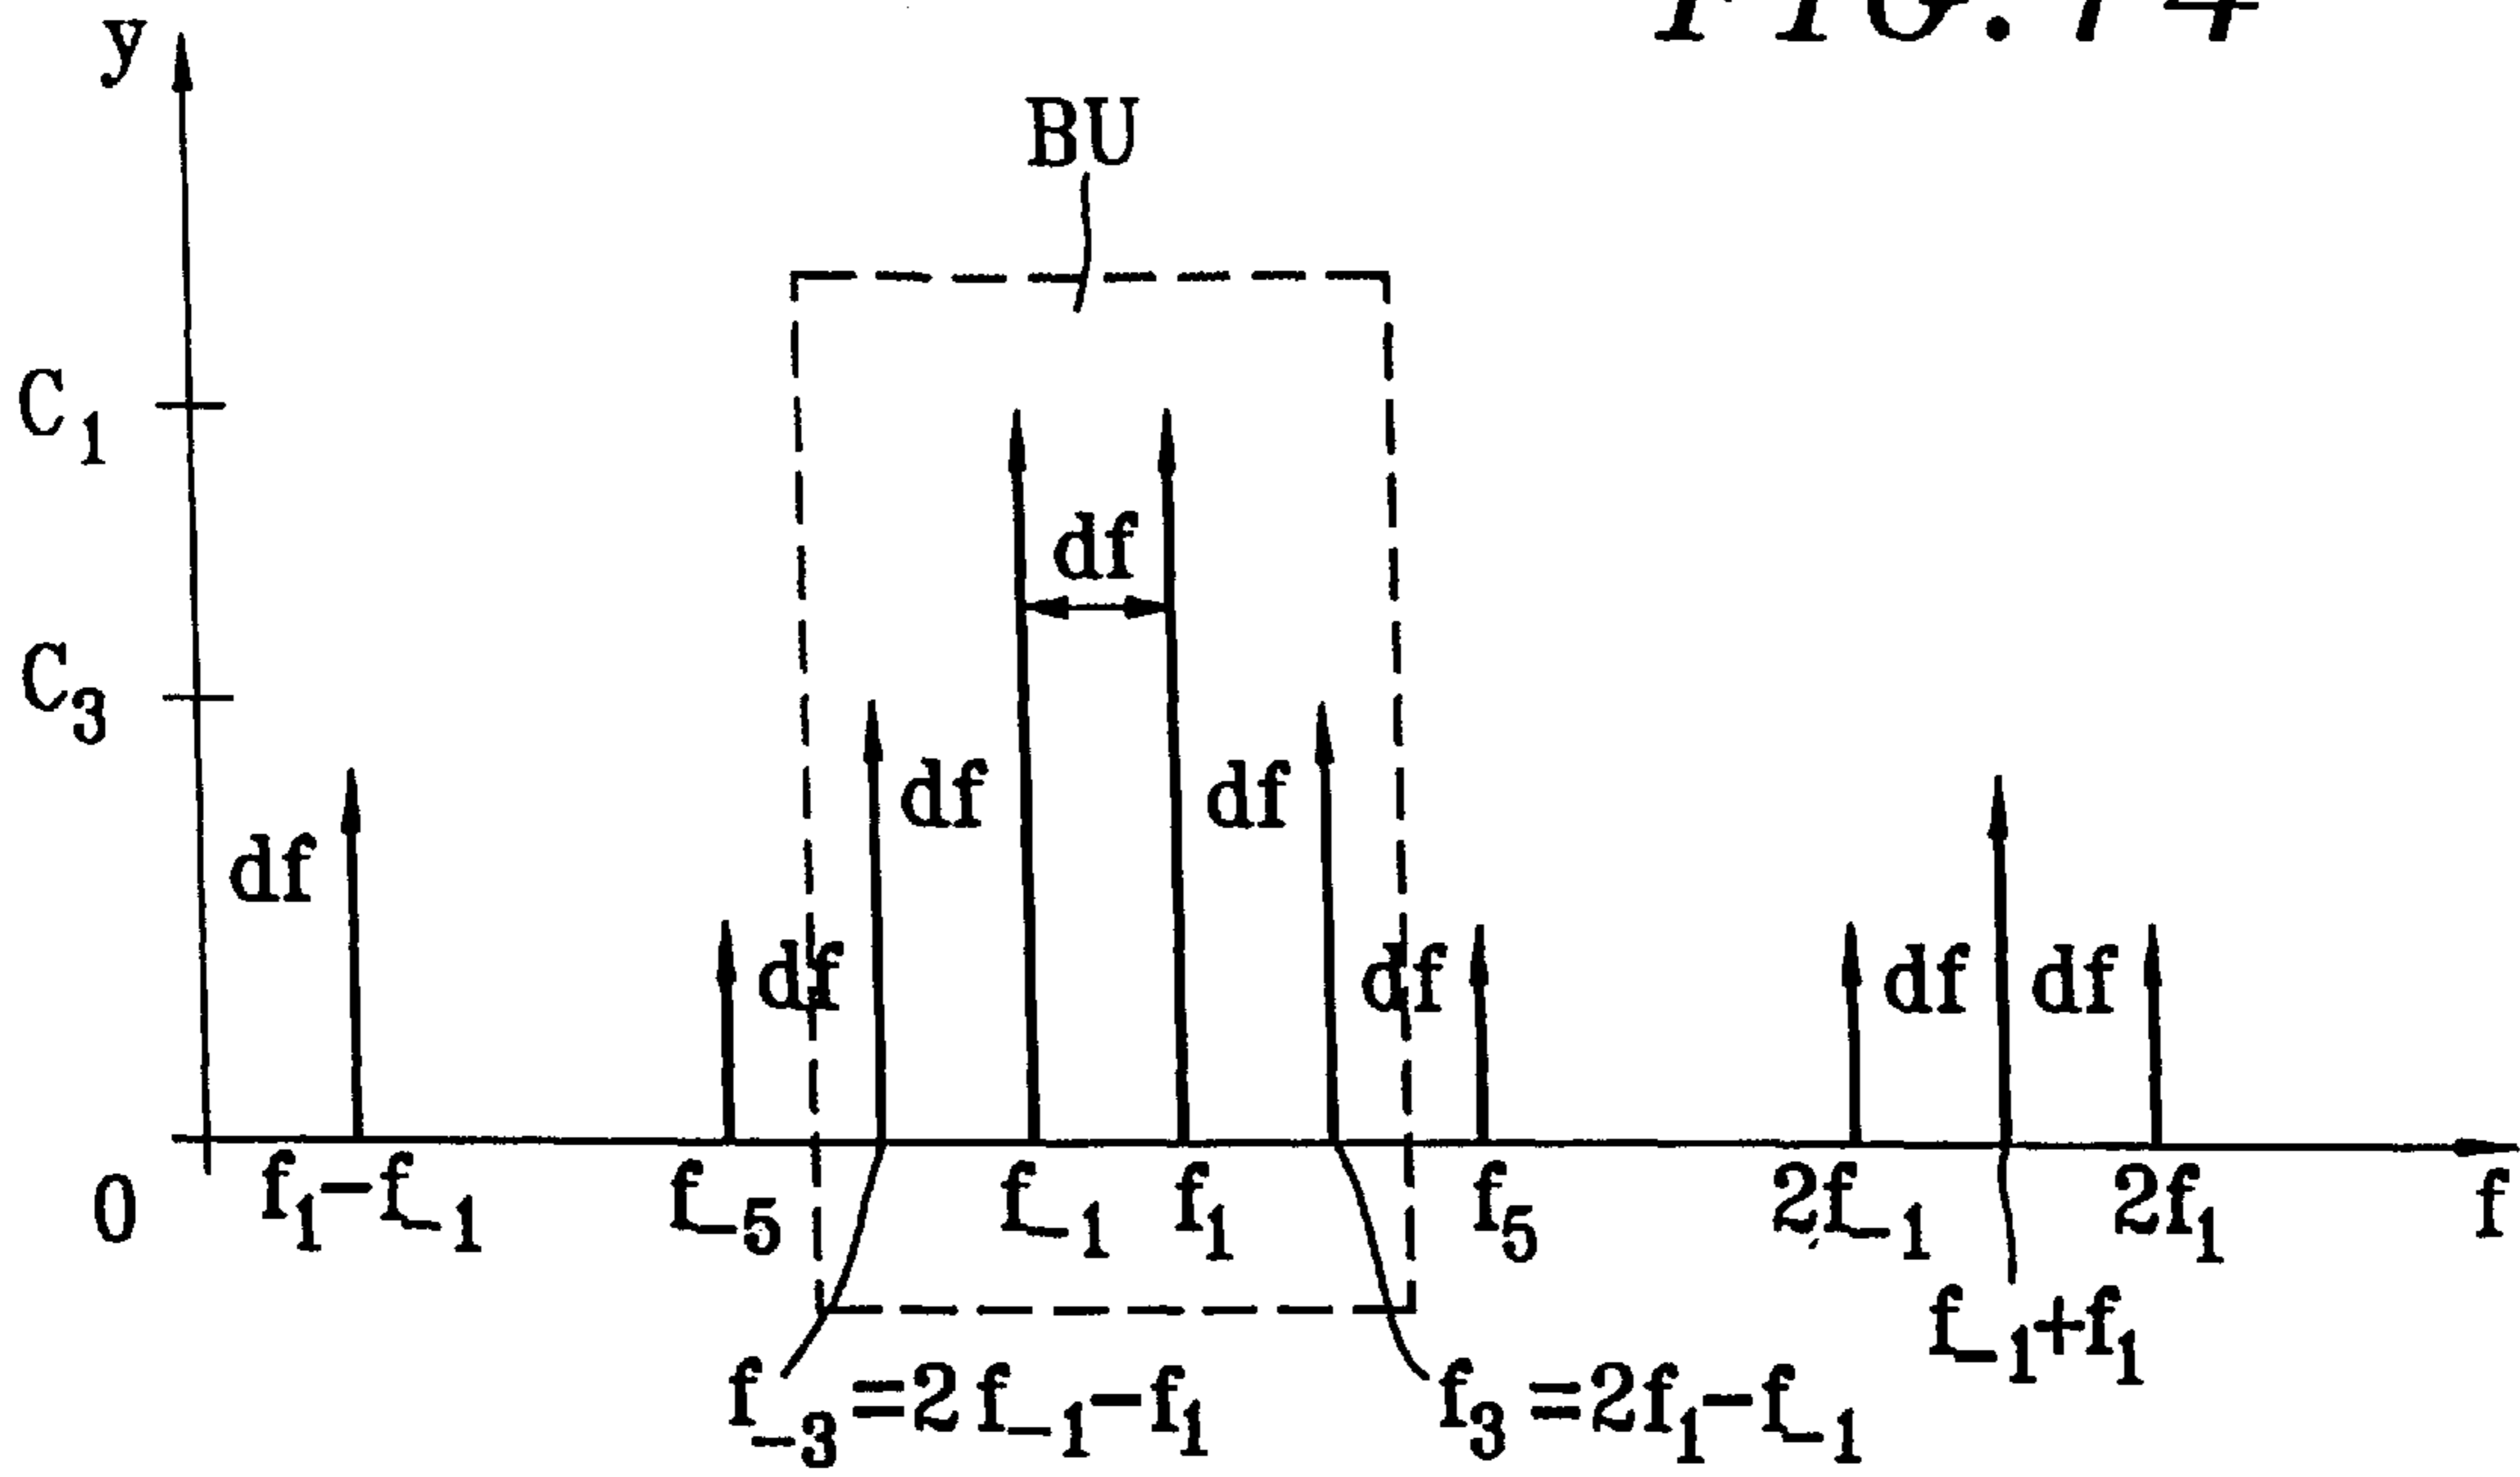 FIG.
y
BU
C1
df
C3
df df
df
df df df df
0 f1-f-1 f-5 f-1 f1 f5 2f-1 2f1 f
f-1+f1
f-3=2f-1-f1 f3=2f1-f-1